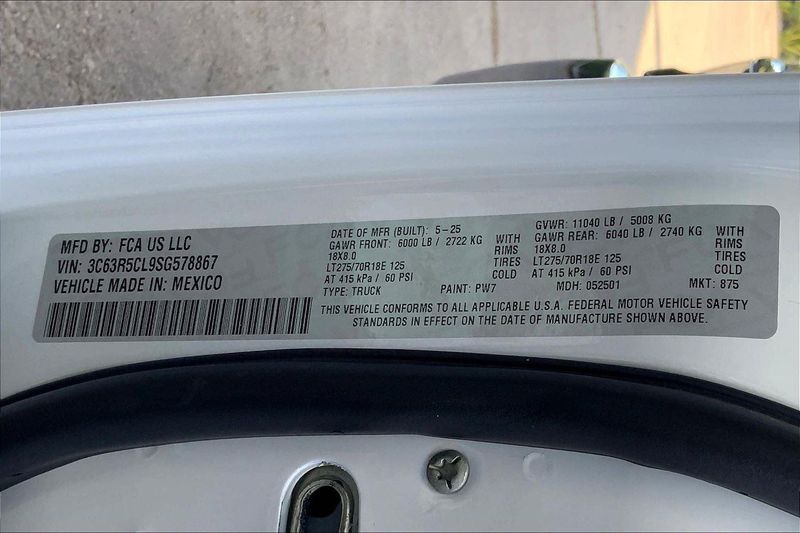 MFD BY: FCA US LLC
VIN: 3C63R5CL9SG578867
VEHICLE MADE IN: MEXICO
DATE OF MFR (BUILT): 5-25
GAWR FRONT: 6000 LB / 2722 KG WITH
18X8.0 RIMS
LT275/70R18E 125 TIRES
AT 415 kPa / 60 PSI COLD
TYPE: TRUCK PAINT: PW7
GVWR: 11040 LB / 5008 KG
GAWR REAR: 6040 LB / 2740 KG WITH
18X8.0 RIMS
LT275/70R18E 125 TIRES
AT 415 kPa / 60 PSI COLD
MDH: 052501 MKT: 875
THIS VEHICLE CONFORMS TO ALL APPLICABLE U.S.A. FEDERAL MOTOR VEHICLE SAFETY
STANDARDS IN EFFECT ON THE DATE OF MANUFACTURE SHOWN ABOVE.